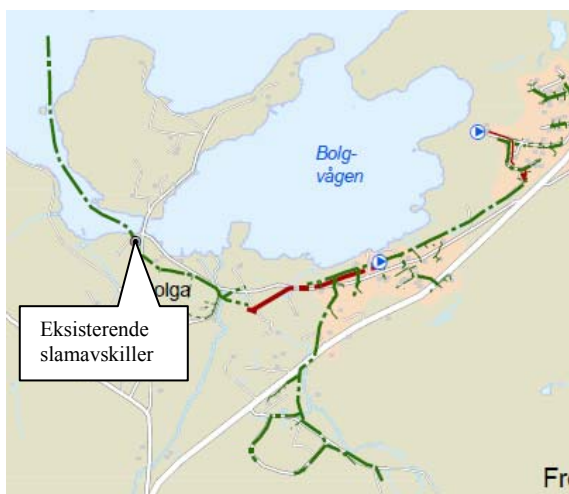 Bolg-
vågen
olga
Eksisterende
slamavskiller
Fr